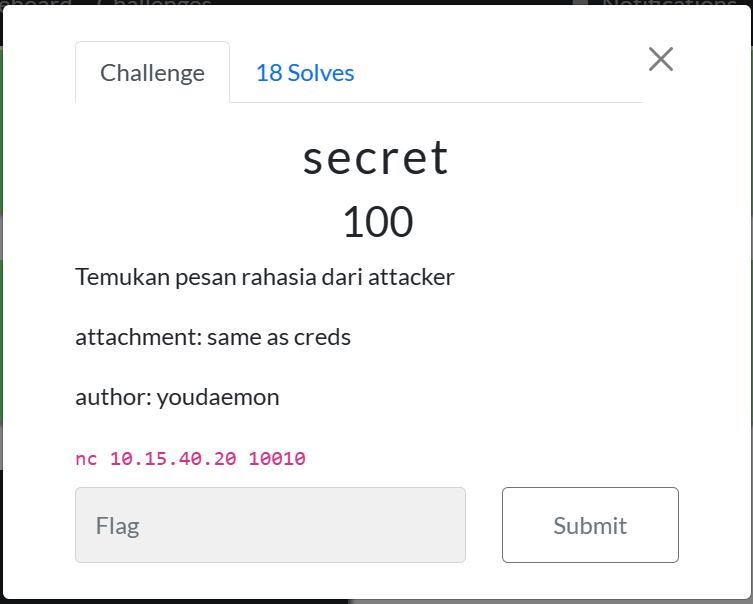 Challenges
Notifications
Challenge
18 Solves
secret
100
Temukan pesan rahasia dari attacker
attachment: same as creds
author: youdaemon
nc 10.15.40.20 10010
Flag
Submit